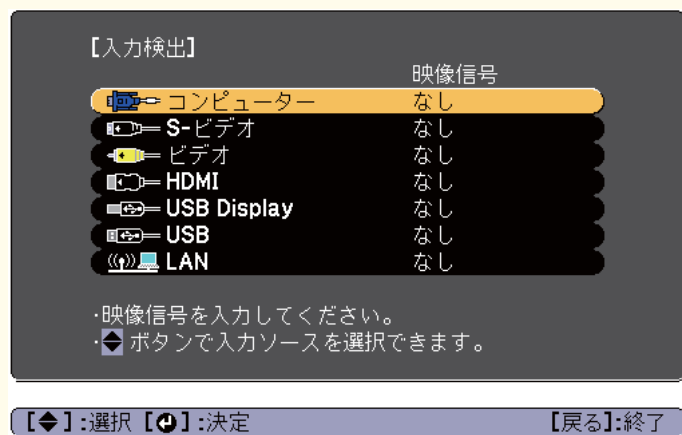 【入力検出】
映像信号
コンピューター なし
S-ビデオ なし
ビデオ なし
HDMI なし
USB Display なし
USB なし
LAN なし
·映像信号を入力してください。
·◆ ボタンで入力ソースを選択できます。
【◆】:選択【↵】:決定 【戻る】:終了